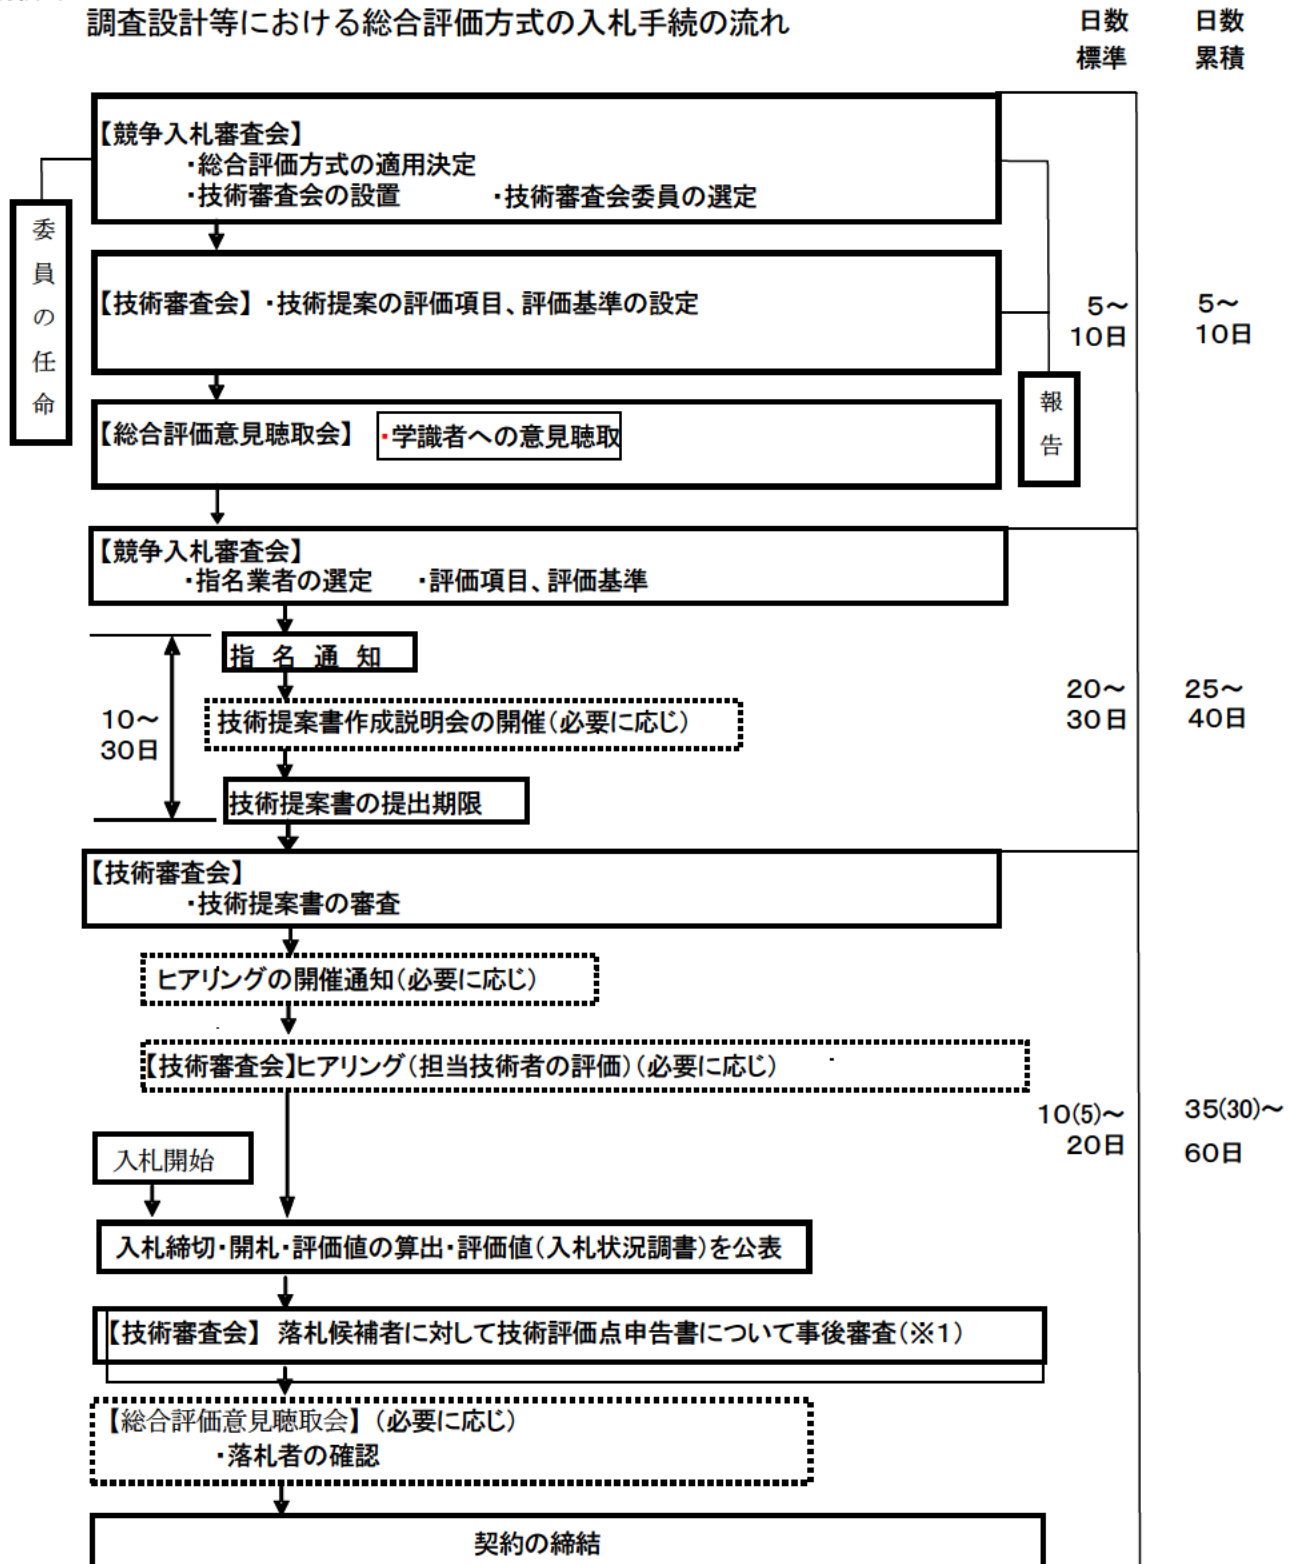 調査設計等における総合評価方式の入札手続の流れ
日数
標準
日数
累積
【競争入札審査会】
・総合評価方式の適用決定
・技術審査会の設置 ・技術審査会委員の選定
委員の任命
【技術審査会】・技術提案の評価項目、評価基準の設定
5～
10日
5～
10日
報告
【総合評価意見聴取会】 ・学識者への意見聴取
【競争入札審査会】
・指名業者の選定 ・評価項目、評価基準
指名通知
技術提案書作成説明会の開催(必要に応じ)
10～
30日
20～
30日
25～
40日
技術提案書の提出期限
【技術審査会】
・技術提案書の審査
ヒアリングの開催通知(必要に応じ)
【技術審査会】ヒアリング(担当技術者の評価)(必要に応じ)
10(5)～
20日
35(30)～
60日
入札開始
入札締切・開札・評価値の算出・評価値(入札状況調書)を公表
【技術審査会】 落札候補者に対して技術評価点申告書について事後審査(※1)
【総合評価意見聴取会】(必要に応じ)
・落札者の確認
契約の締結